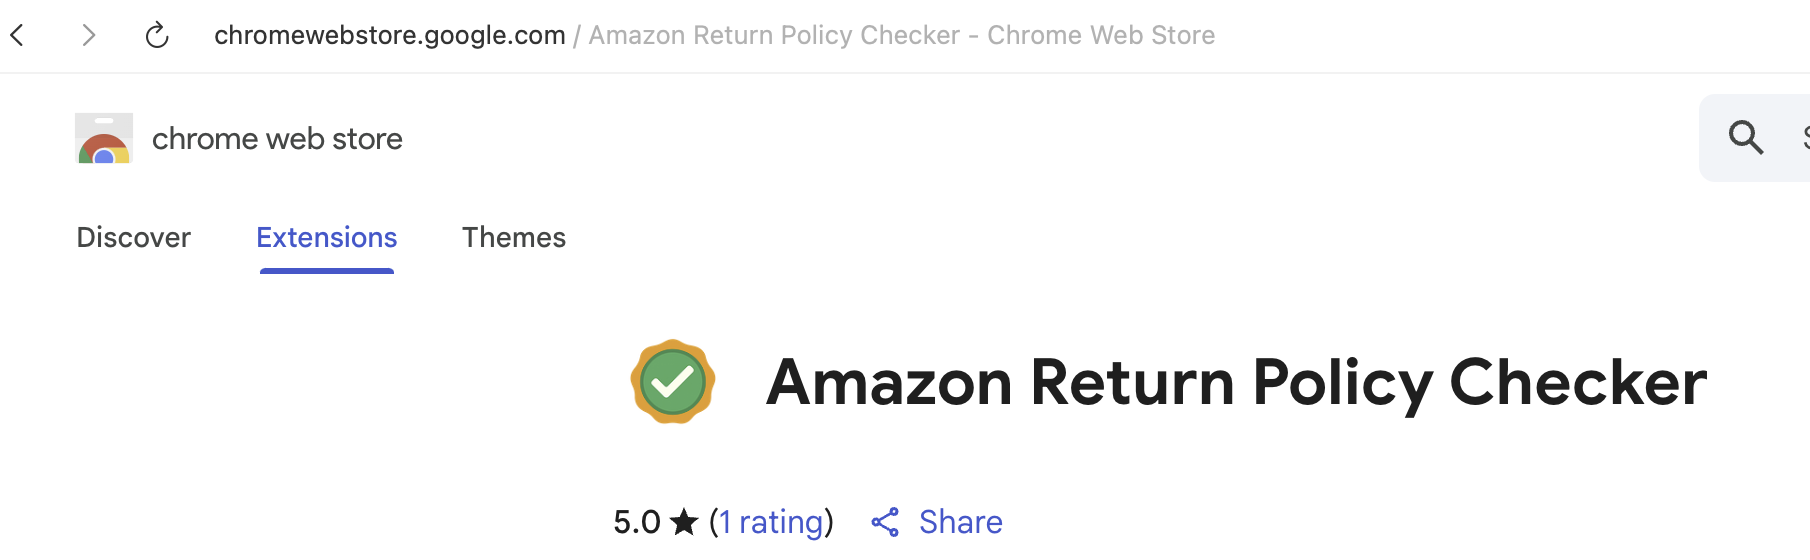 chromewebstore.google.com / Amazon Return Policy Checker - Chrome Web Store
chrome web store
Discover Extensions Themes
Amazon Return Policy Checker
5.0 ★ (1 rating) Share